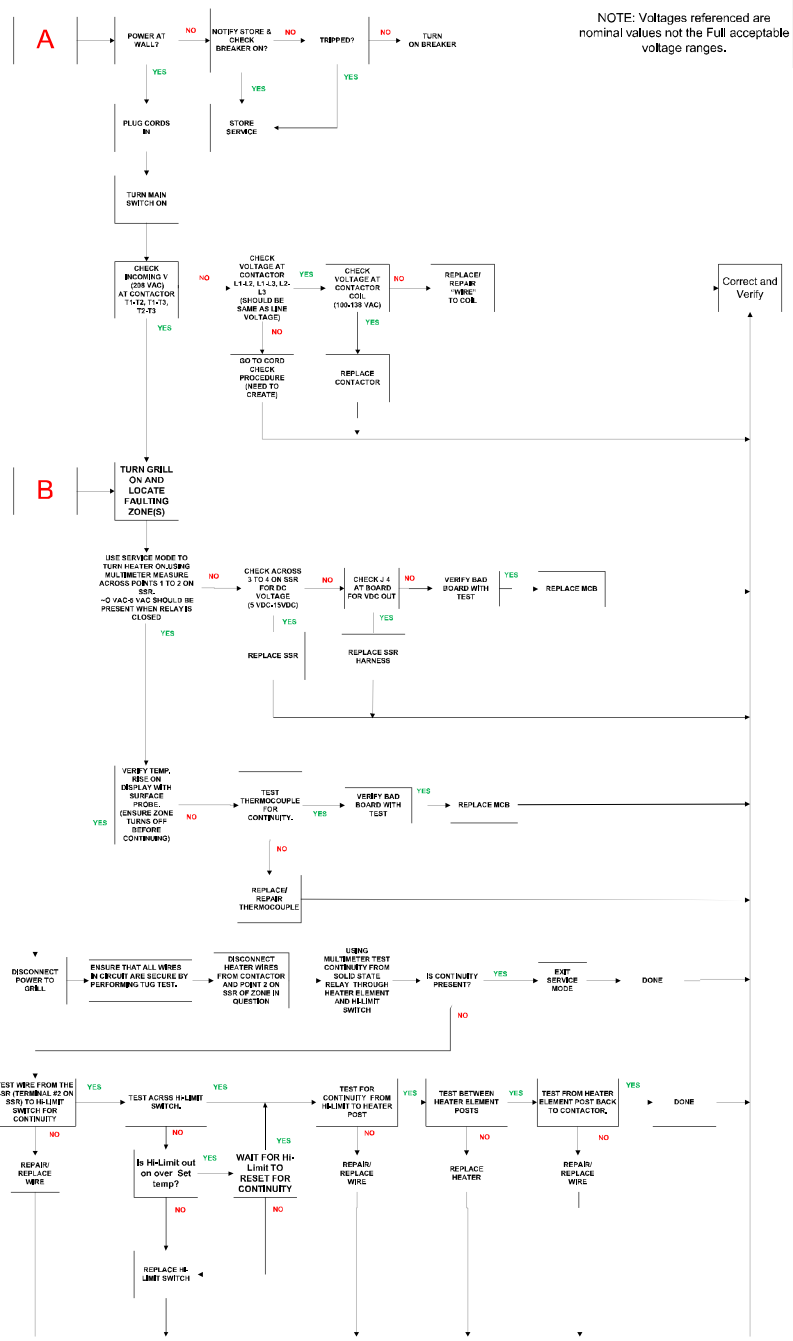 NOTE: Voltages referenced are
nominal values not the Full acceptable
voltage ranges.
A
POWER AT
WALL?
NO
NOTIFY STORE &
CHECK
BREAKER ON?
NO
TRIPPED?
NO
TURN
ON BREAKER
YES
YES
YES
PLUG CORDS
IN
STORE
SERVICE
TURN MAIN
SWITCH ON
CHECK
INCOMING V
(208 VAC)
AT CONTACTOR
T1-T2, T1-T3,
T2-T3
NO
CHECK
VOLTAGE AT
CONTACTOR
L1-L2, L1-L3, L2-
L3
(SHOULD BE
SAME AS LINE
VOLTAGE)
YES
CHECK
VOLTAGE AT
CONTACTOR
COIL
(100-138 VAC)
NO
REPLACE/
REPAIR
“WIRE”
TO COIL
Correct and
Verify
YES
NO
YES
GO TO CORD
CHECK
PROCEDURE
(NEED TO
CREATE)
REPLACE
CONTACTOR
B
TURN GRILL
ON AND
LOCATE
FAULTING
ZONE(S)
USE SERVICE MODE TO
TURN HEATER ON.USING
MULTIMETER MEASURE
ACROSS POINTS 1 TO 2 ON
SSR.
~O VAC-5 VAC SHOULD BE
PRESENT WHEN RELAY IS
CLOSED
NO
CHECK ACROSS
3 TO 4 ON SSR
FOR DC
VOLTAGE
(5 VDC-15VDC)
NO
CHECK J 4
AT BOARD
FOR VDC OUT
NO
VERIFY BAD
BOARD WITH
TEST
YES
REPLACE MCB
YES
YES
YES
REPLACE SSR
REPLACE SSR
HARNESS
VERIFY TEMP.
RISE ON
DISPLAY WITH
SURFACE
PROBE.
(ENSURE ZONE
TURNS OFF
BEFORE
CONTINUING)
YES
NO
TEST
THERMOCOUPLE
FOR
CONTINUITY.
YES
VERIFY BAD
BOARD WITH
TEST
YES
REPLACE MCB
NO
REPLACE/
REPAIR
THERMOCOUPLE
DISCONNECT
POWER TO
GRILL
ENSURE THAT ALL WIRES
IN CIRCUIT ARE SECURE BY
PERFORMING TUG TEST.
DISCONNECT
HEATER WIRES
FROM CONTACTOR
AND POINT 2 ON
SSR OF ZONE IN
QUESTION
USING
MULTIMETER TEST
CONTINUITY FROM
SOLID STATE
RELAY THROUGH
HEATER ELEMENT
AND HI-LIMIT
SWITCH
IS CONTINUITY
PRESENT?
YES
EXIT
SERVICE
MODE
DONE
NO
TEST WIRE FROM THE
SSR (TERMINAL #2 ON
SSR) TO HI-LIMIT
SWITCH FOR
CONTINUITY
YES
TEST ACRSS HI-LIMIT
SWITCH.
YES
TEST FOR
CONTINUITY FROM
HI-LIMIT TO HEATER
POST
YES
TEST BETWEEN
HEATER ELEMENT
POSTS
YES
TEST FROM HEATER
ELEMENT POST BACK
TO CONTACTOR.
YES
DONE
NO
NO
YES
NO
NO
NO
REPAIR/
REPLACE
WIRE
Is Hi-Limit out
on over Set
temp?
YES
WAIT FOR Hi-
Limit TO
RESET FOR
CONTINUITY
REPAIR/
REPLACE
WIRE
REPLACE
HEATER
REPAIR/
REPLACE
WIRE
NO
NO
REPLACE HI-
LIMIT SWITCH